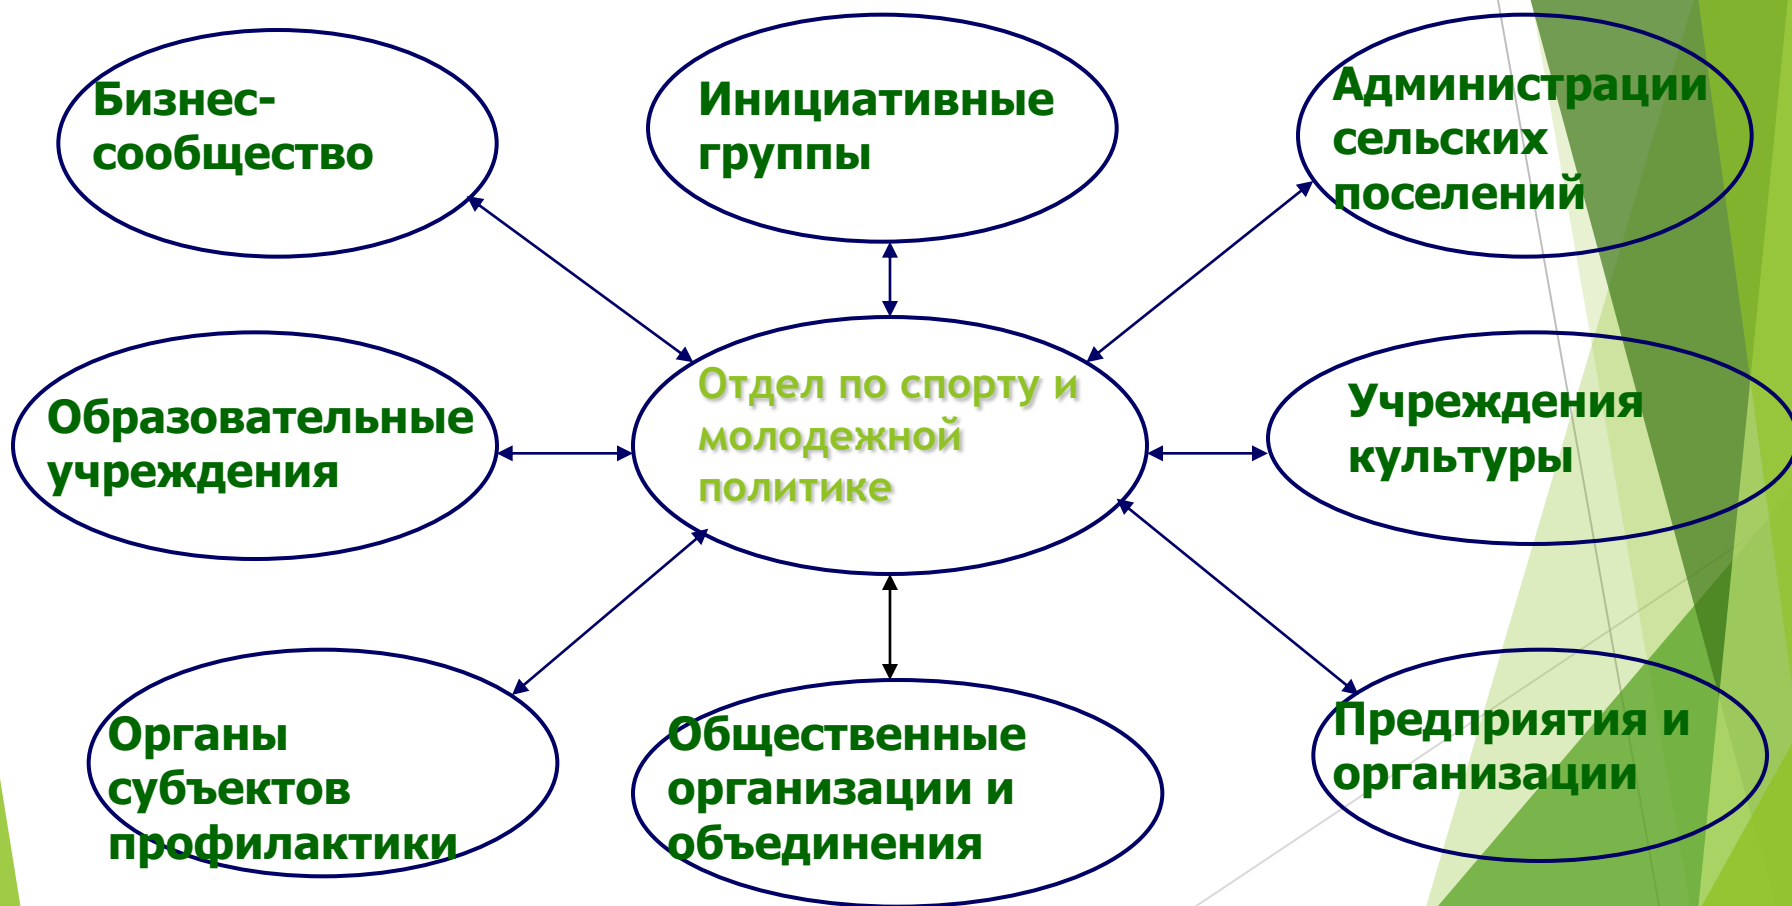 Бизнес-
сообщество
Инициативные
группы
Администрации
сельских
поселений
Образовательные
учреждения
Отдел по спорту и
молодежной
политике
Учреждения
культуры
Органы
субъектов
профилактики
Общественные
организации и
объединения
Предприятия и
организации